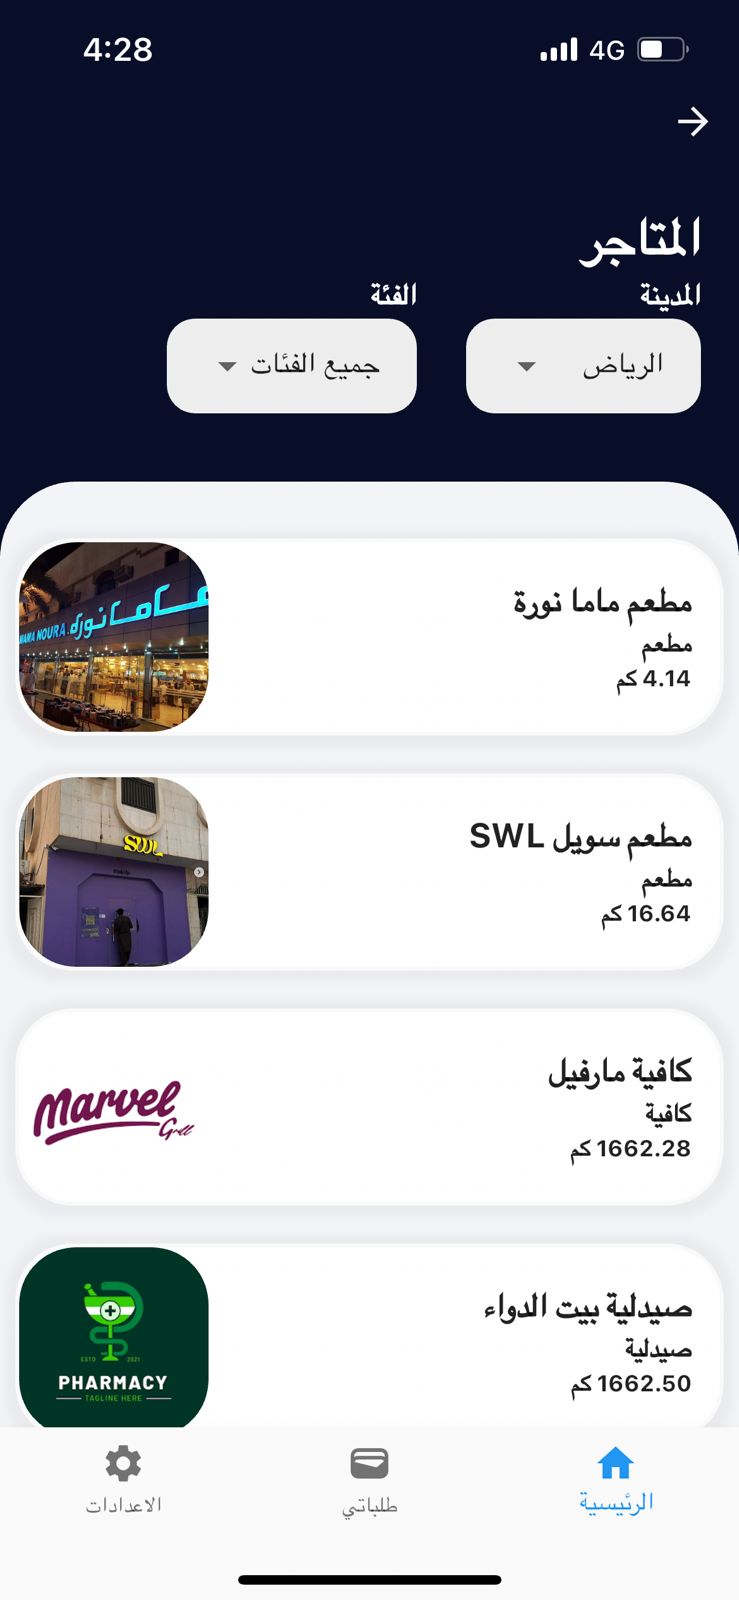 4:28
4G
المتاجر
المدينة
الفئة
الرياض
جميع الفئات
مطعم ماما نورة
مطعم
4.14 كم
ماما نورة
MAMA NOURA
مطعم سويل SWL
مطعم
16.64 كم
SWL
كافية مارفيل
كافية
1662.28 كم
Marvel
Grill
صيدلية بيت الدواء
صيدلية
1662.50 كم
ESTD 2021
PHARMACY
TAGLINE HERE
الرئيسية
طلباتي
الاعدادات